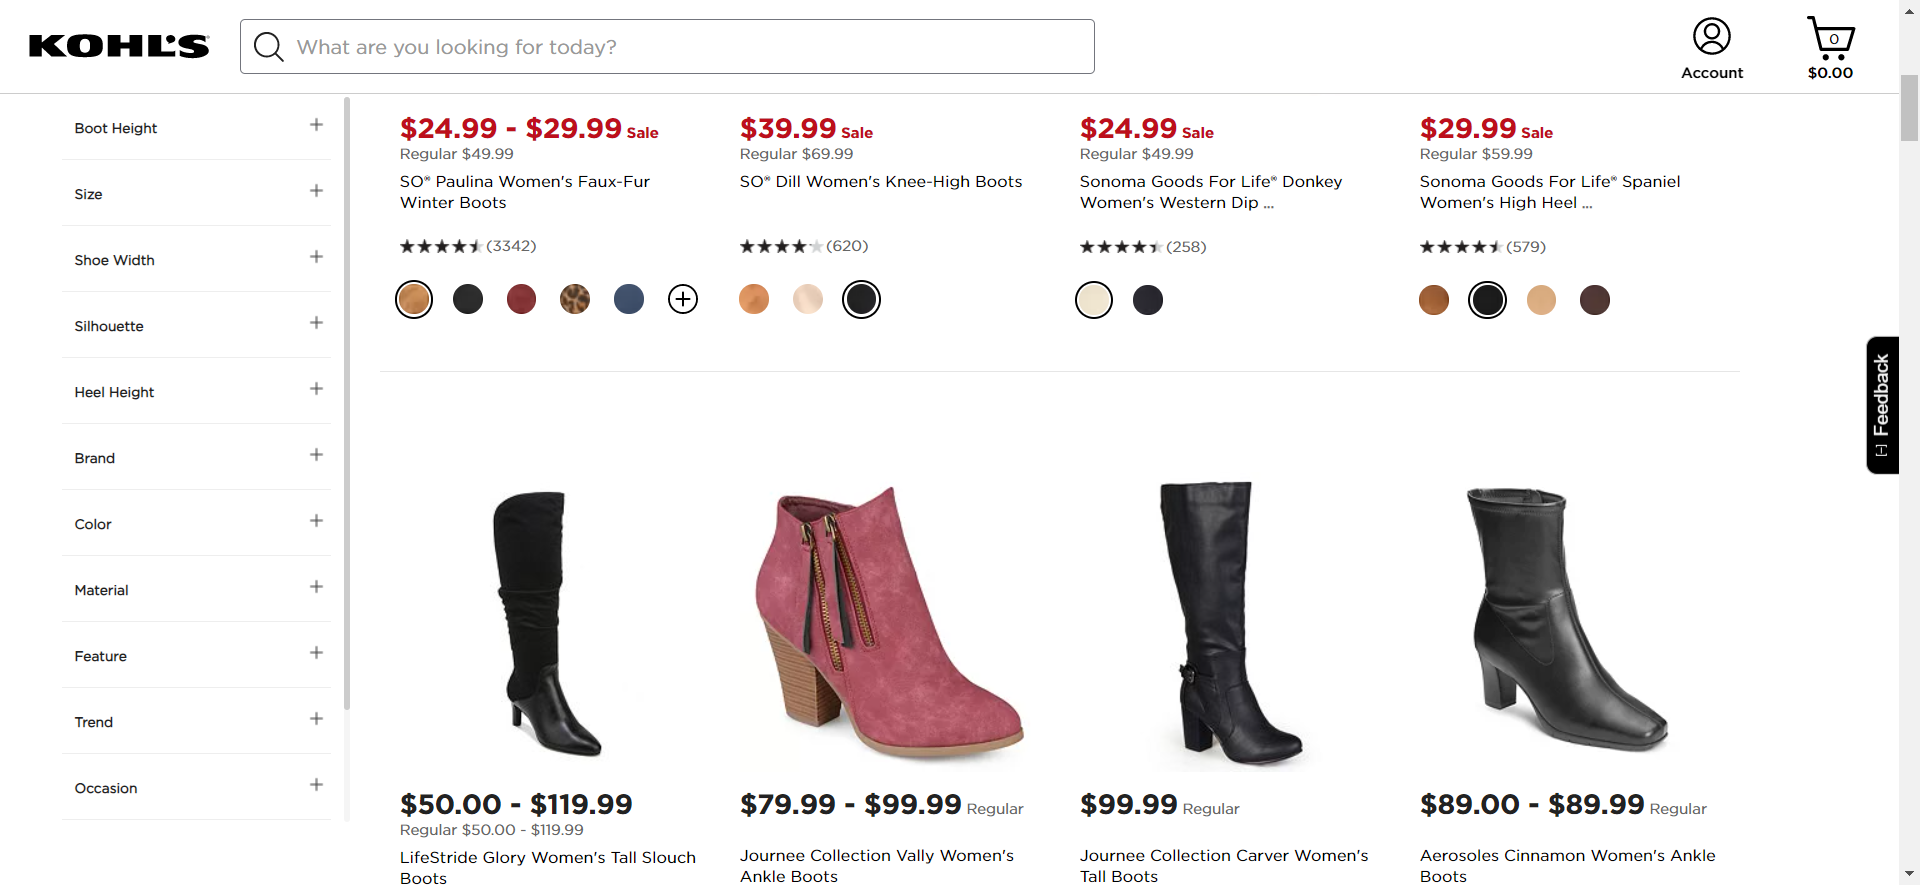 KOHL'S
What are you looking for today?
Account
0
$0.00
Boot Height
Size
Shoe Width
Silhouette
Heel Height
Brand
Color
Material
Feature
Trend
Occasion
$24.99 - $29.99 Sale
Regular $49.99
SO® Paulina Women's Faux-Fur
Winter Boots
(3342)
$39.99 Sale
Regular $69.99
SO® Dill Women's Knee-High Boots
(620)
$24.99 Sale
Regular $49.99
Sonoma Goods For Life® Donkey
Women's Western Dip ...
(258)
$29.99 Sale
Regular $59.99
Sonoma Goods For Life® Spaniel
Women's High Heel ...
(579)
$50.00 - $119.99
Regular $50.00 - $119.99
LifeStride Glory Women's Tall Slouch
Boots
$79.99 - $99.99 Regular
Journee Collection Vally Women's
Ankle Boots
$99.99 Regular
Journee Collection Carver Women's
Tall Boots
$89.00 - $89.99 Regular
Aerosoles Cinnamon Women's Ankle
Boots
[-] Feedback